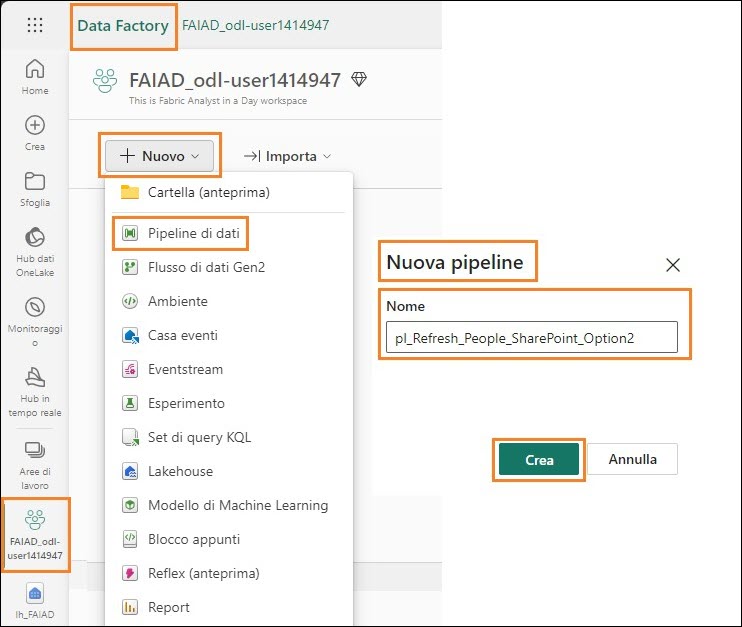 Data Factory
FAIAD_odl-user1414947
Home
Crea
Sfoglia
Hub dati
OneLake
Monitoraggi
o
Hub in
tempo reale
Aree di
lavoro
FAIAD_odl-
user1414947
lh_FAIAD
FAIAD_odl-user1414947
This is Fabric Analyst in a Day workspace
Nuovo
Importa
Cartella (anteprima)
Pipeline di dati
Flusso di dati Gen2
Ambiente
Casa eventi
Eventstream
Esperimento
Set di query KQL
Lakehouse
Modello di Machine Learning
Blocco appunti
Reflex (anteprima)
Report
Nuova pipeline
Nome
pl_Refresh_People_SharePoint_Option2
Crea
Annulla